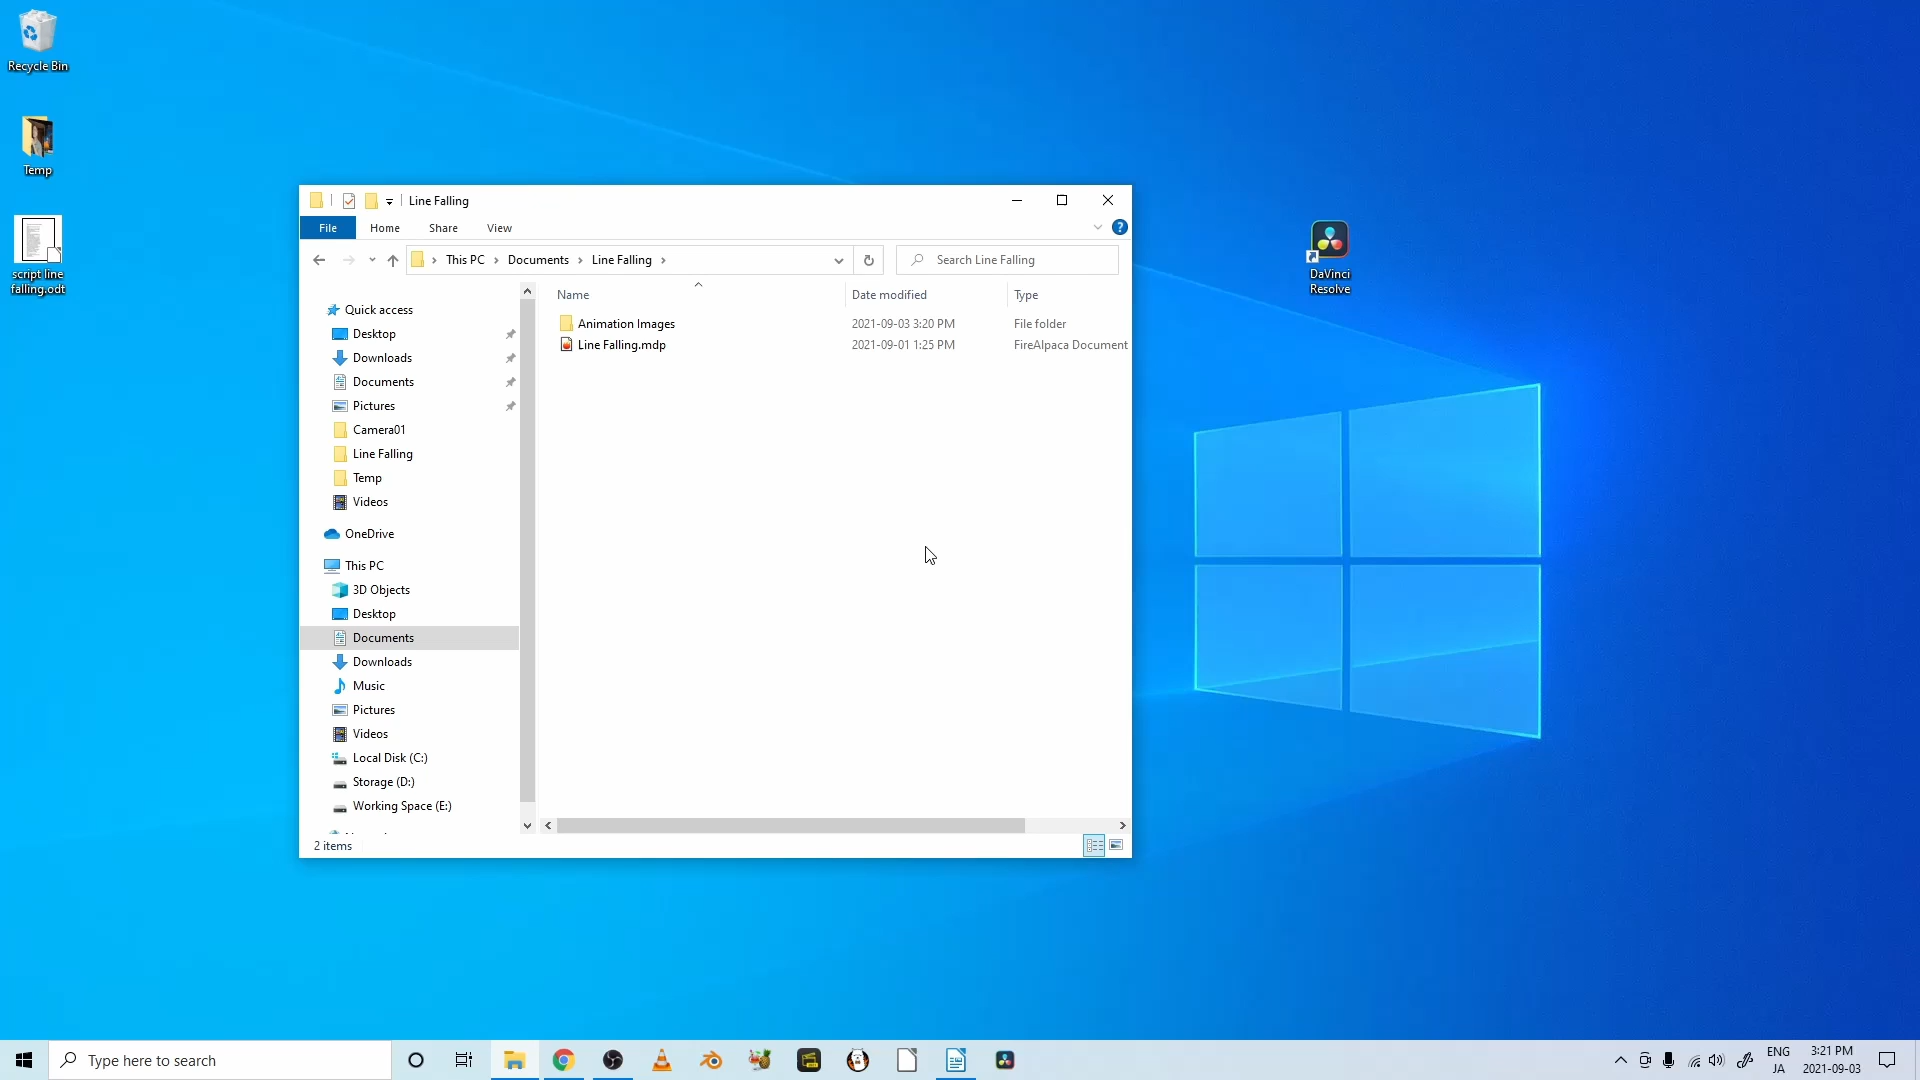 Recycle Bin
Temp
script line
falling.odt
Line Falling
File
Home
Share
View
This PC
Documents
Line Falling
Search Line Falling
Name
Date modified
Type
Animation Images
2021-09-03 3:20 PM
File folder
Line Falling.mdp
2021-09-01 1:25 PM
FireAlpaca Document
Quick access
Desktop
Downloads
Documents
Pictures
Camera01
Line Falling
Temp
Videos
OneDrive
This PC
3D Objects
Desktop
Documents
Downloads
Music
Pictures
Videos
Local Disk (C:)
Storage (D:)
Working Space (E:)
2 items
DaVinci
Resolve
Type here to search
ENG
JA
3:21 PM
2021-09-03